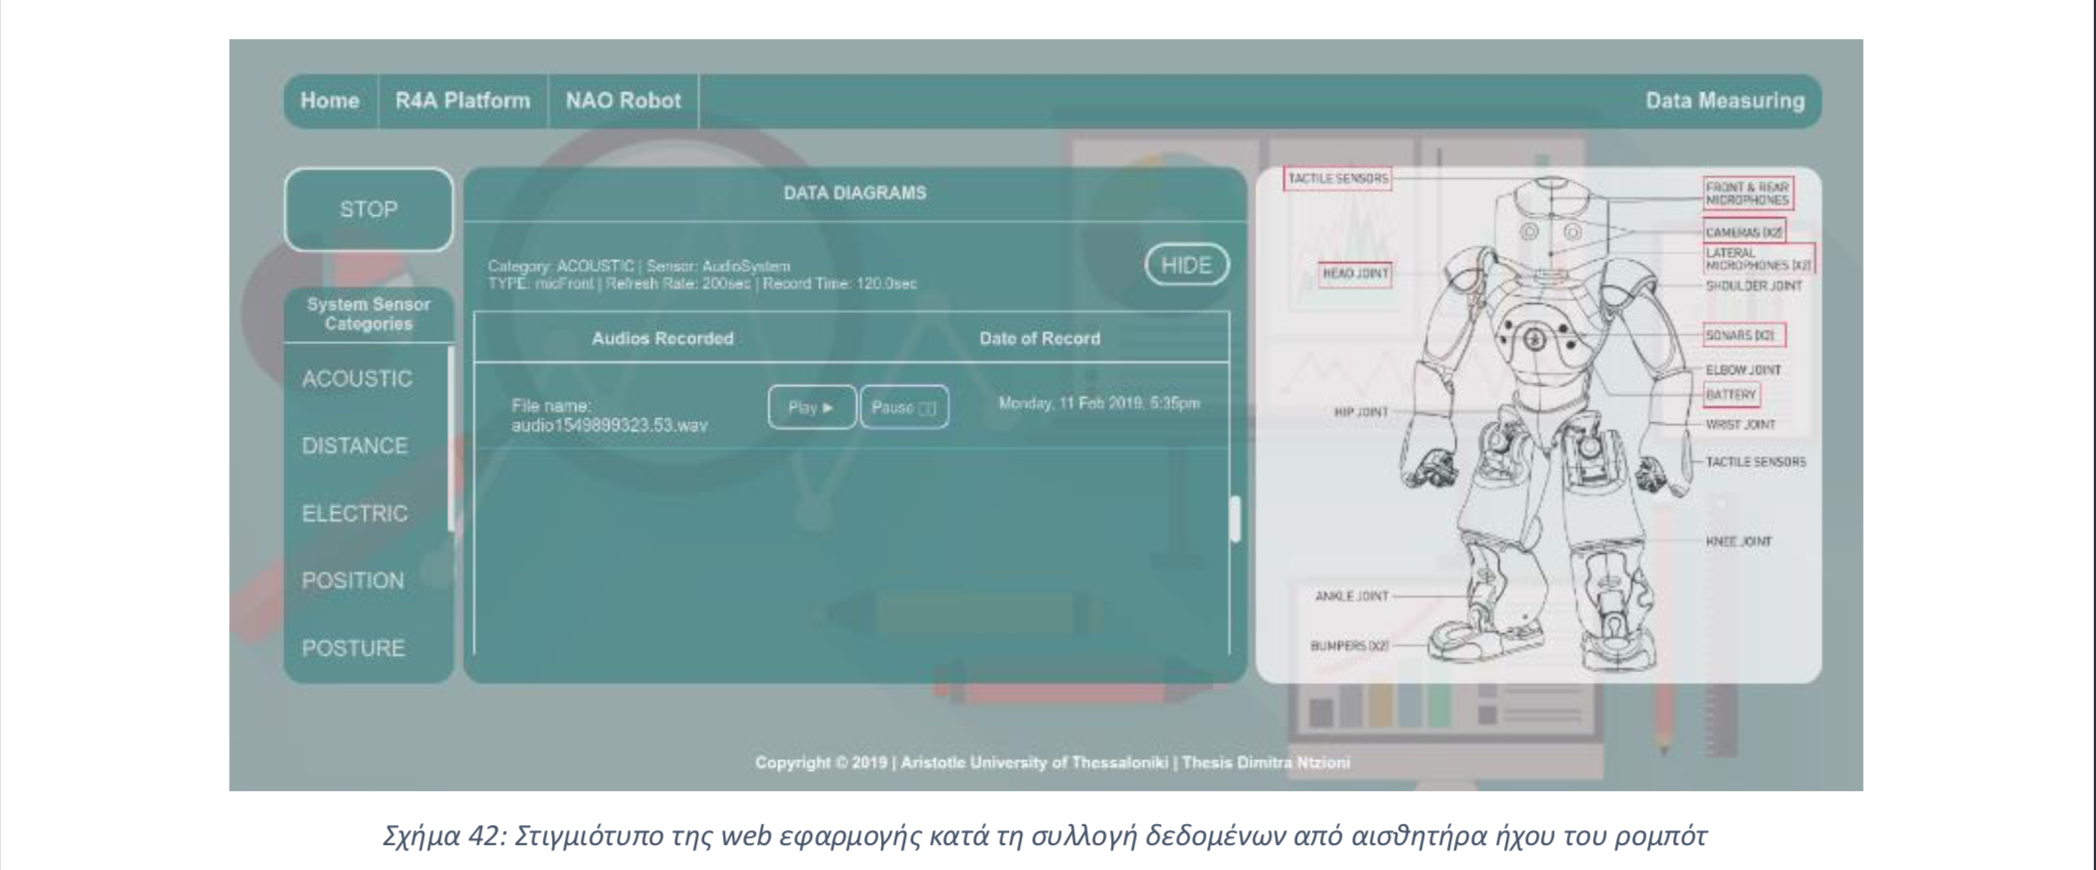 Home
R4A Platform
NAO Robot
Data Measuring
STOP
System Sensor
Categories
ACOUSTIC
DISTANCE
ELECTRIC
POSITION
POSTURE
DATA DIAGRAMS
Category: ACOUSTIC | Sensor: AudioSystem
TYPE: micFront | Refresh Rate: 200sec | Record Time: 120.0sec
HIDE
Audios Recorded
Date of Record
File name:
audio1549899323.53.wav
Play ►
Pause
Monday, 11 Feb 2019, 5:35pm
TACTILE SENSORS
HEAD JOINT
HIP JOINT
ANKLE JOINT
BUMPERS (X2)
FRONT & REAR
MICROPHONES
CAMERAS (X2)
LATERAL
MICROPHONES (X2)
SHOULDER JOINT
SONARS (X2)
ELBOW JOINT
BATTERY
WRIST JOINT
TACTILE SENSORS
KNEE JOINT
Copyright © 2019 | Aristotle University of Thessaloniki | Thesis Dimitra Ntzioni
Σχήμα 42: Στιγμιότυπο της web εφαρμογής κατά τη συλλογή δεδομένων από αισθητήρα ήχου του ρομπότ